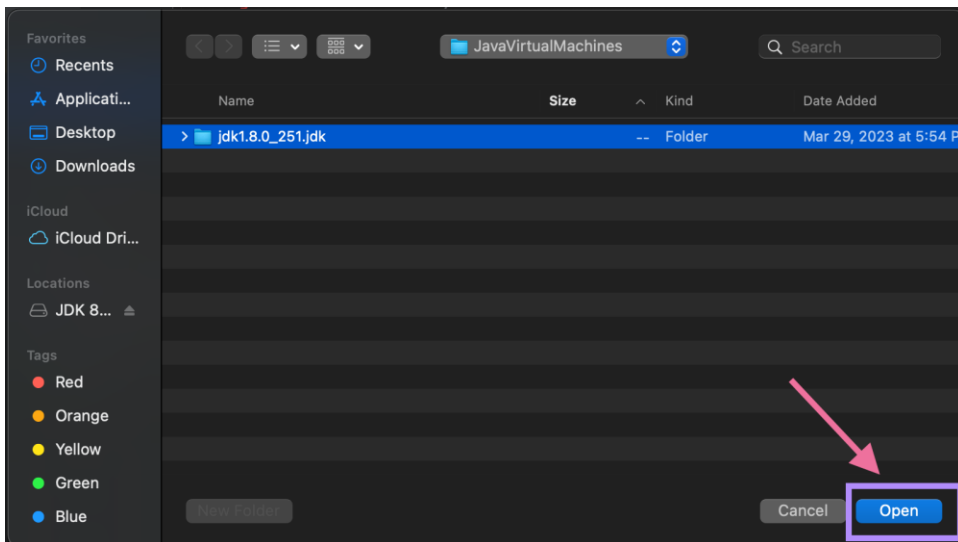 Favorites
Recents
Applicati...
Desktop
Downloads
iCloud
iCloud Dri...
Locations
JDK 8...
Tags
Red
Orange
Yellow
Green
Blue
JavaVirtualMachines
Search
Name Size Kind Date Added
jdk1.8.0_251.jdk -- Folder Mar 29, 2023 at 5:54 P
New Folder Cancel Open